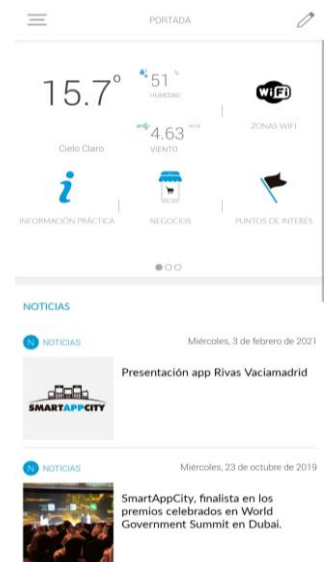 PORTADA
15.7°
51 %
HUMEDAD
4.63 m/s
VIENTO
Cielo Claro
WiFi
ZONAS WIFI
i
INFORMACIÓN PRÁCTICA
NEGOCIOS
PUNTOS DE INTERÉS
NOTICIAS
N NOTICIAS
Miércoles, 3 de febrero de 2021
SMARTAPPCITY
Presentación app Rivas Vaciamadrid
N NOTICIAS
Miércoles, 23 de octubre de 2019
SmartAppCity, finalista en los
premios celebrados en World
Government Summit en Dubai.